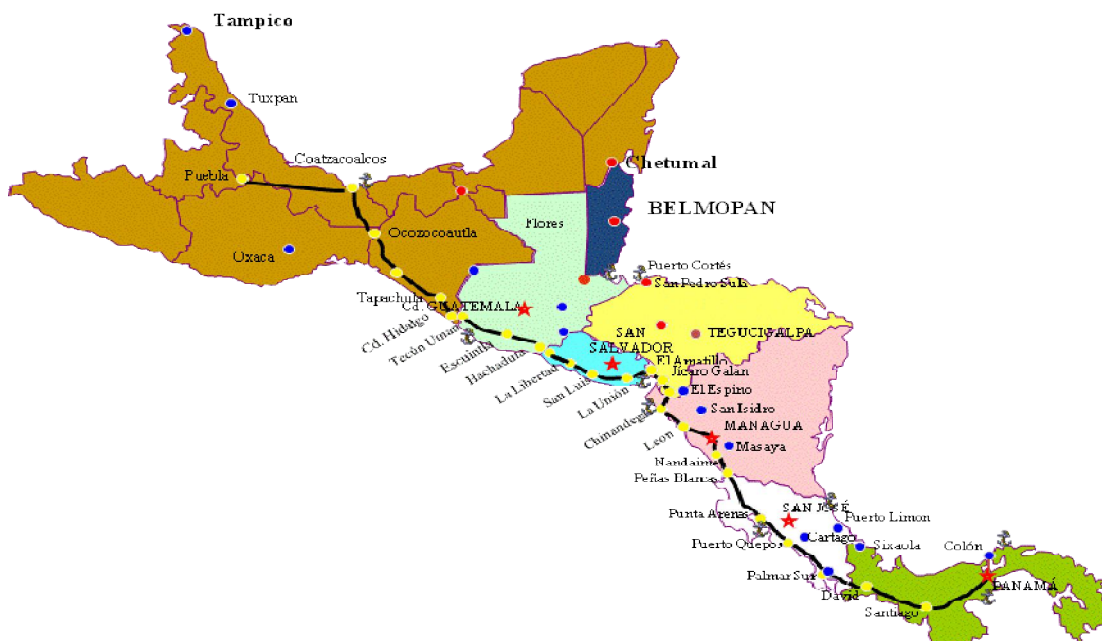 Tampico
Tuxpan
Coatzacoalcos
Puebla
Chetumal
BELMOPAN
Flores
Ocozocoautla
Oxaca
Puerto Cortés
San Pedro Sula
Tapachula
Cd. GUATEMALA
Cd. Hidalgo
Tecún Uman
Escuintla
Hachadura
SAN
SALVADOR
TEGUCIGALPA
La Libertad
San Luis
La Unión
El Amatillo
Jicaro Galan
El Espino
San Isidro
Chinandega
Leon
MANAGUA
Masaya
Nandaime
Peñas Blancas
Punta Arenas
SAN JOSÉ
Puerto Limon
Puerto Quepos
Cartago
Sixaola
Colón
Palmar Sur
David
PANAMÁ
Santiago